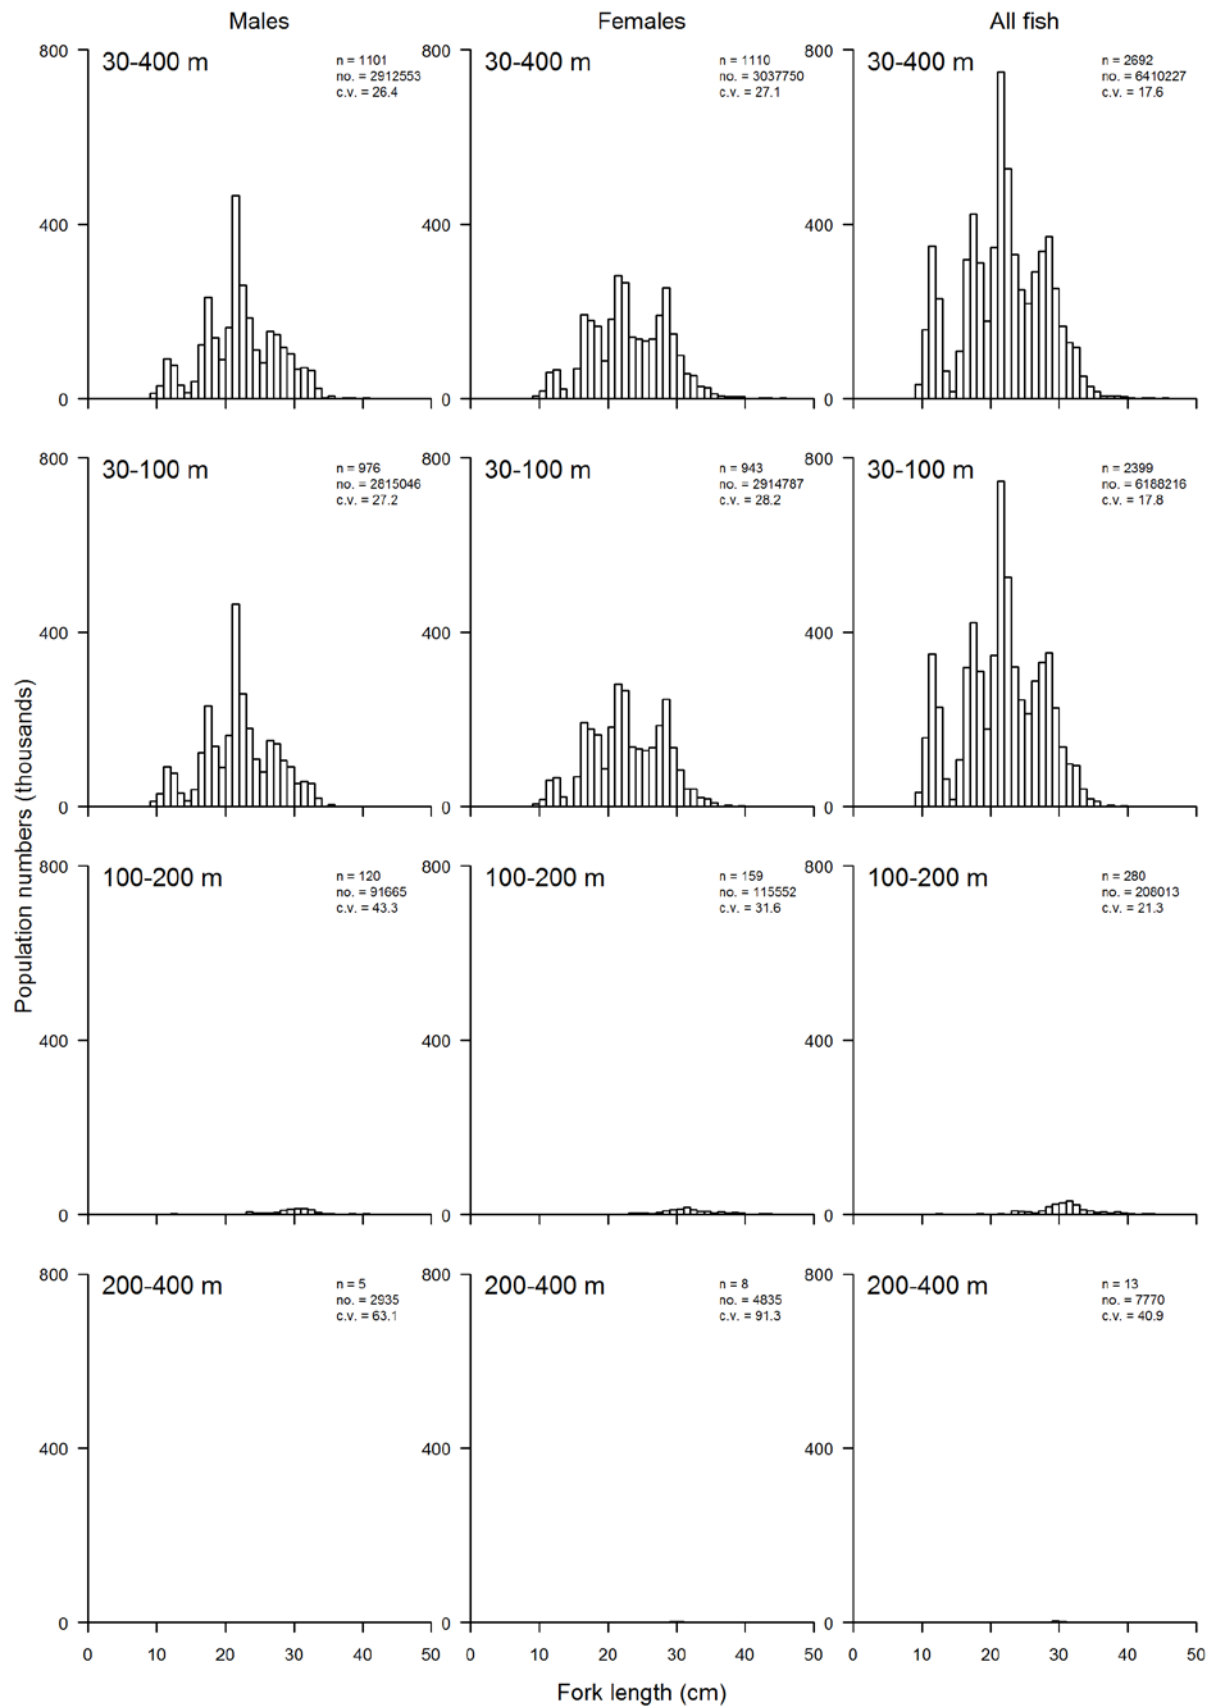 Males
Females
All fish
800
400
0
30-400 m
n = 1101
no. = 2912553
c.v. = 26.4
800
400
0
30-400 m
n = 1110
no. = 3037750
c.v. = 27.1
800
400
0
30-400 m
n = 2692
no. = 6410227
c.v. = 17.6
800
400
0
30-100 m
n = 976
no. = 2815046
c.v. = 27.2
800
400
0
30-100 m
n = 943
no. = 2914787
c.v. = 28.2
800
400
0
30-100 m
n = 2399
no. = 6188216
c.v. = 17.8
Population numbers (thousands)
800
400
0
100-200 m
n = 120
no. = 91665
c.v. = 43.3
800
400
0
100-200 m
n = 159
no. = 115552
c.v. = 31.6
800
400
0
100-200 m
n = 280
no. = 208013
c.v. = 21.3
800
400
0
200-400 m
n = 5
no. = 2935
c.v. = 63.1
800
400
0
200-400 m
n = 8
no. = 4835
c.v. = 91.3
800
400
0
200-400 m
n = 13
no. = 7770
c.v. = 40.9
0 10 20 30 40 50
0 10 20 30 40 50
0 10 20 30 40 50
Fork length (cm)